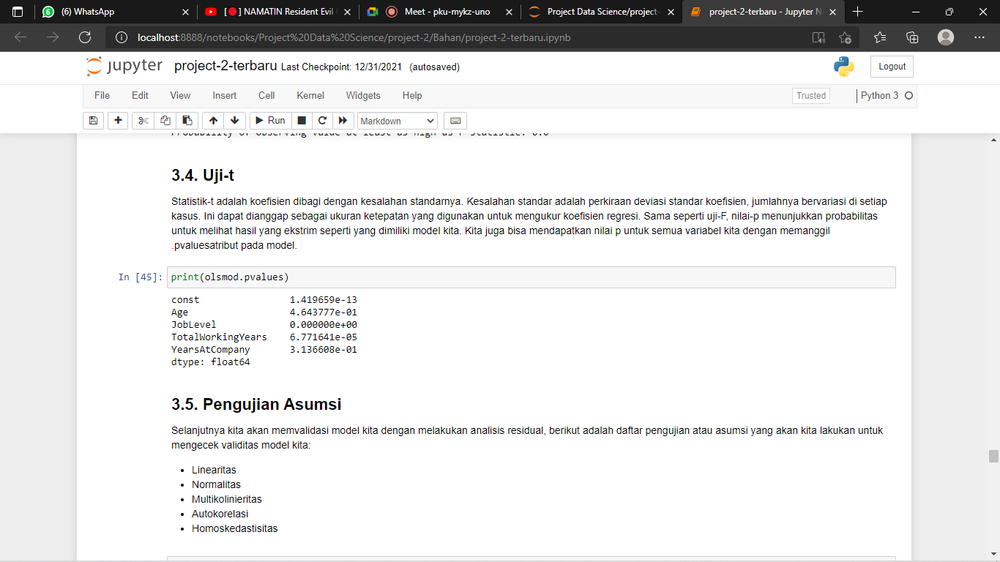 (6) WhatsApp
[🔴] NAMATIN Resident Evil
Meet - pku-mykz-uno
Project Data Science/project-
project-2-terbaru - Jupyter N
localhost:8888/notebooks/Project%20Data%20Science/project-2/Bahan/project-2-terbaru.ipynb
jupyter project-2-terbaru Last Checkpoint: 12/31/2021 (autosaved)
Logout
File Edit View Insert Cell Kernel Widgets Help
Trusted
Python 3
Run
Markdown
Probability of observing value at least as high as F-statistic: 0.0
3.4. Uji-t
Statistik-t adalah koefisien dibagi dengan kesalahan standarnya. Kesalahan standar adalah perkiraan deviasi standar koefisien, jumlahnya bervariasi di setiap
kasus. Ini dapat dianggap sebagai ukuran ketepatan yang digunakan untuk mengukur koefisien regresi. Sama seperti uji-F, nilai-p menunjukkan probabilitas
untuk melihat hasil yang ekstrim seperti yang dimiliki model kita. Kita juga bisa mendapatkan nilai p untuk semua variabel kita dengan memanggil
.pvaluesatribut pada model.
In [45]: print(olsmod.pvalues)
const 1.419659e-13
Age 4.643777e-01
JobLevel 0.000000e+00
TotalWorkingYears 6.771641e-05
YearsAtCompany 3.136608e-01
dtype: float64
3.5. Pengujian Asumsi
Selanjutnya kita akan memvalidasi model kita dengan melakukan analisis residual, berikut adalah daftar pengujian atau asumsi yang akan kita lakukan untuk
mengecek validitas model kita:
• Linearitas
• Normalitas
• Multikolinieritas
• Autokorelasi
• Homoskedastisitas